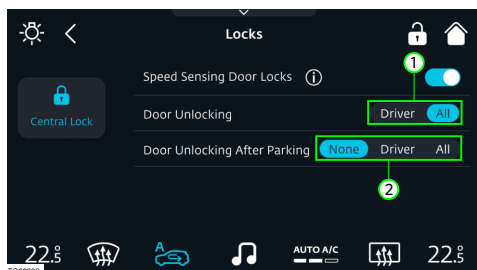 Locks
1
Speed Sensing Door Locks i
Central Lock
Door Unlocking Driver All
Door Unlocking After Parking None Driver All
2
22.5° A AUTO A/C 22.5°